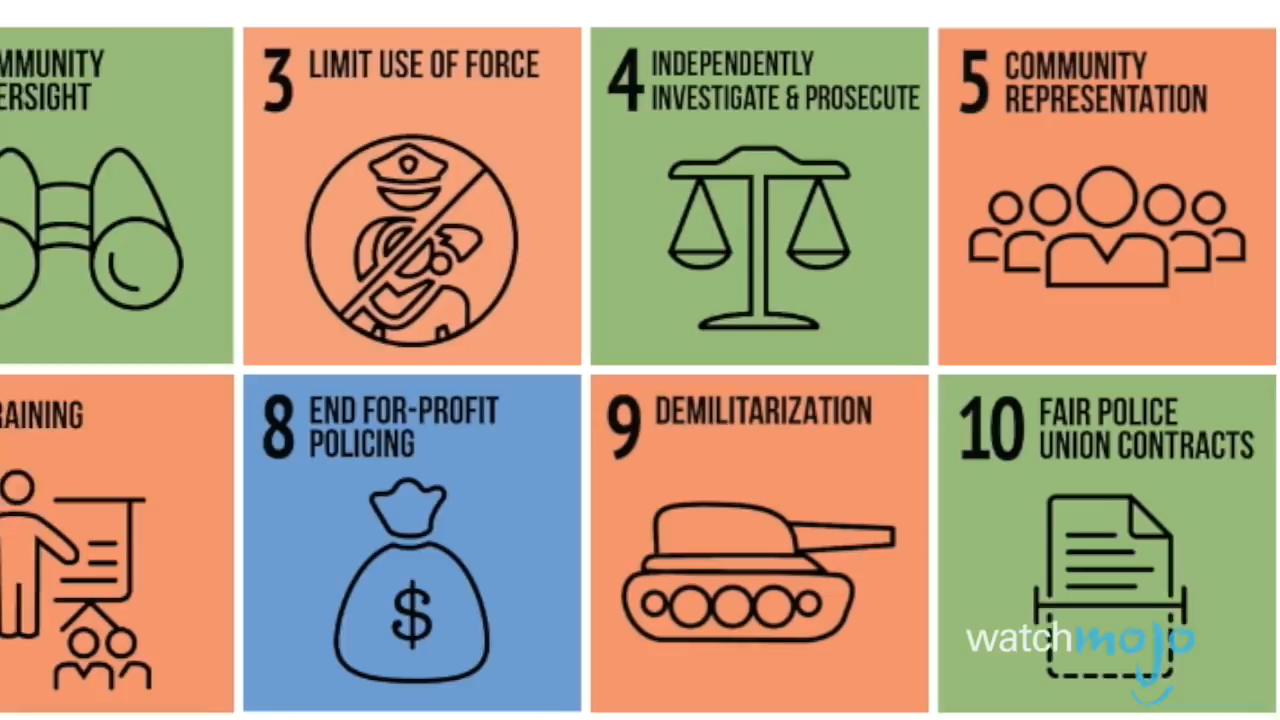 MMUNITY
ERSIGHT
3 LIMIT USE OF FORCE
4 INDEPENDENTLY
INVESTIGATE & PROSECUTE
5 COMMUNITY
REPRESENTATION
RAINING
8 END FOR-PROFIT
POLICING
$
9 DEMILITARIZATION
10 FAIR POLICE
UNION CONTRACTS
watchmojo